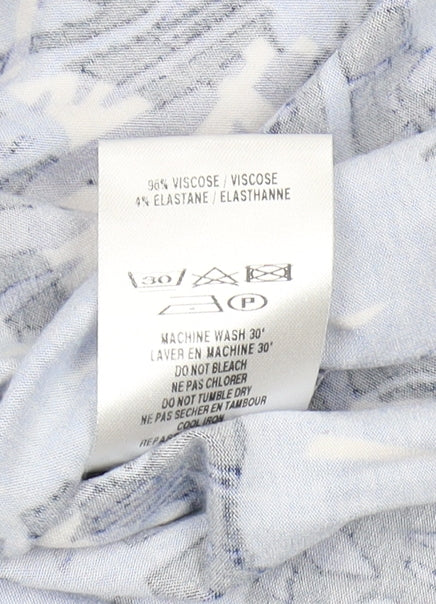 96% VISCOSE / VISCOSE
4% ELASTANE / ELASTHANNE
30
P
MACHINE WASH 30°
LAVER EN MACHINE 30°
DO NOT BLEACH
NE PAS CHLORER
DO NOT TUMBLE DRY
NE PAS SECHER EN TAMBOUR
COOL IRON